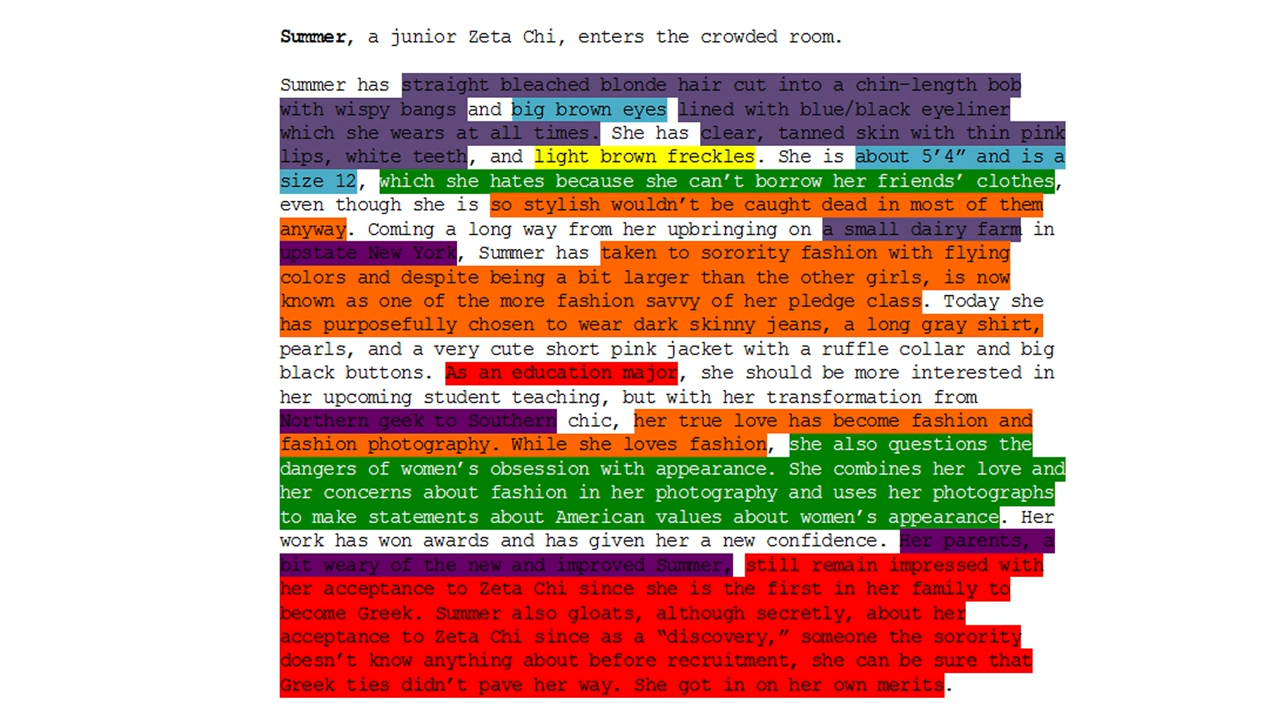 Summer, a junior Zeta Chi, enters the crowded room.
Summer has straight bleached blonde hair cut into a chin-length bob
with wispy bangs and big brown eyes lined with blue/black eyeliner
which she wears at all times. She has clear, tanned skin with thin pink
lips, white teeth, and light brown freckles. She is about 5’4” and is a
size 12, which she hates because she can’t borrow her friends’ clothes,
even though she is so stylish wouldn’t be caught dead in most of them
anyway. Coming a long way from her upbringing on a small dairy farm in
upstate New York, Summer has taken to sorority fashion with flying
colors and despite being a bit larger than the other girls, is now
known as one of the more fashion savvy of her pledge class. Today she
has purposefully chosen to wear dark skinny jeans, a long gray shirt,
pearls, and a very cute short pink jacket with a ruffle collar and big
black buttons. As an education major, she should be more interested in
her upcoming student teaching, but with her transformation from
Northern geek to Southern chic, her true love has become fashion and
fashion photography. While she loves fashion, she also questions the
dangers of women’s obsession with appearance. She combines her love and
her concerns about fashion in her photography and uses her photographs
to make statements about American values about women’s appearance. Her
work has won awards and has given her a new confidence. Her parents, a
bit weary of the new and improved Summer, still remain impressed with
her acceptance to Zeta Chi since she is the first in her family to
become Greek. Summer also gloats, although secretly, about her
acceptance to Zeta Chi since as a “discovery,” someone the sorority
doesn’t know anything about before recruitment, she can be sure that
Greek ties didn’t pave her way. She got in on her own merits.